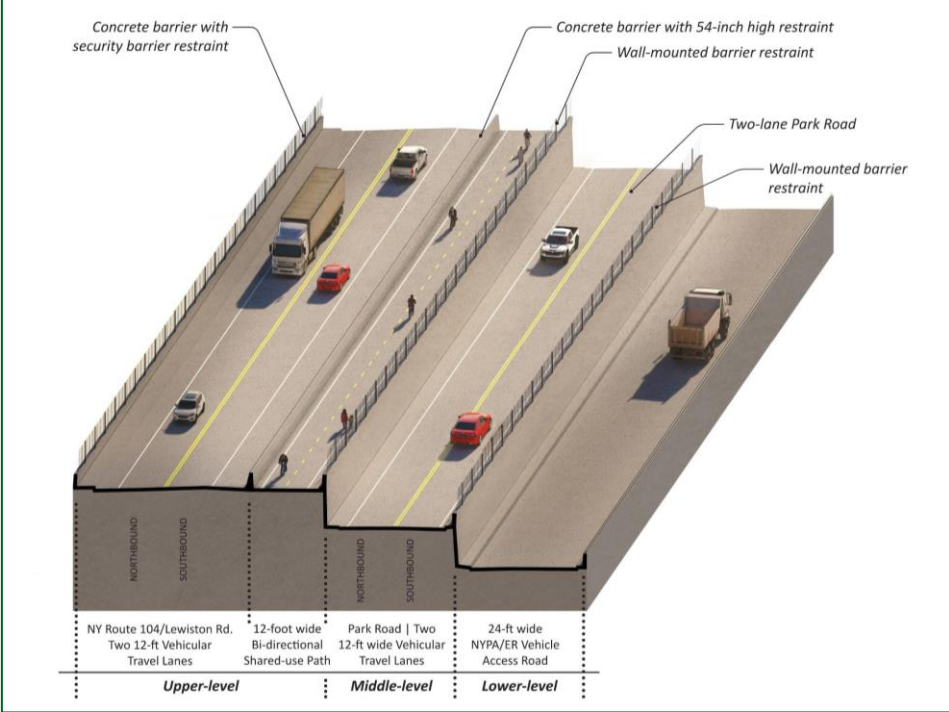 Concrete barrier with
security barrier restraint
Concrete barrier with 54-inch high restraint
Wall-mounted barrier restraint
Two-lane Park Road
Wall-mounted barrier
restraint
NORTHBOUND
SOUTHBOUND
NORTHBOUND
SOUTHBOUND
NY Route 104/Lewiston Rd.
Two 12-ft Vehicular
Travel Lanes
12-foot wide
Bi-directional
Shared-use Path
Park Road | Two
12-ft wide Vehicular
Travel Lanes
24-ft wide
NYPA/ER Vehicle
Access Road
Upper-level
Middle-level
Lower-level